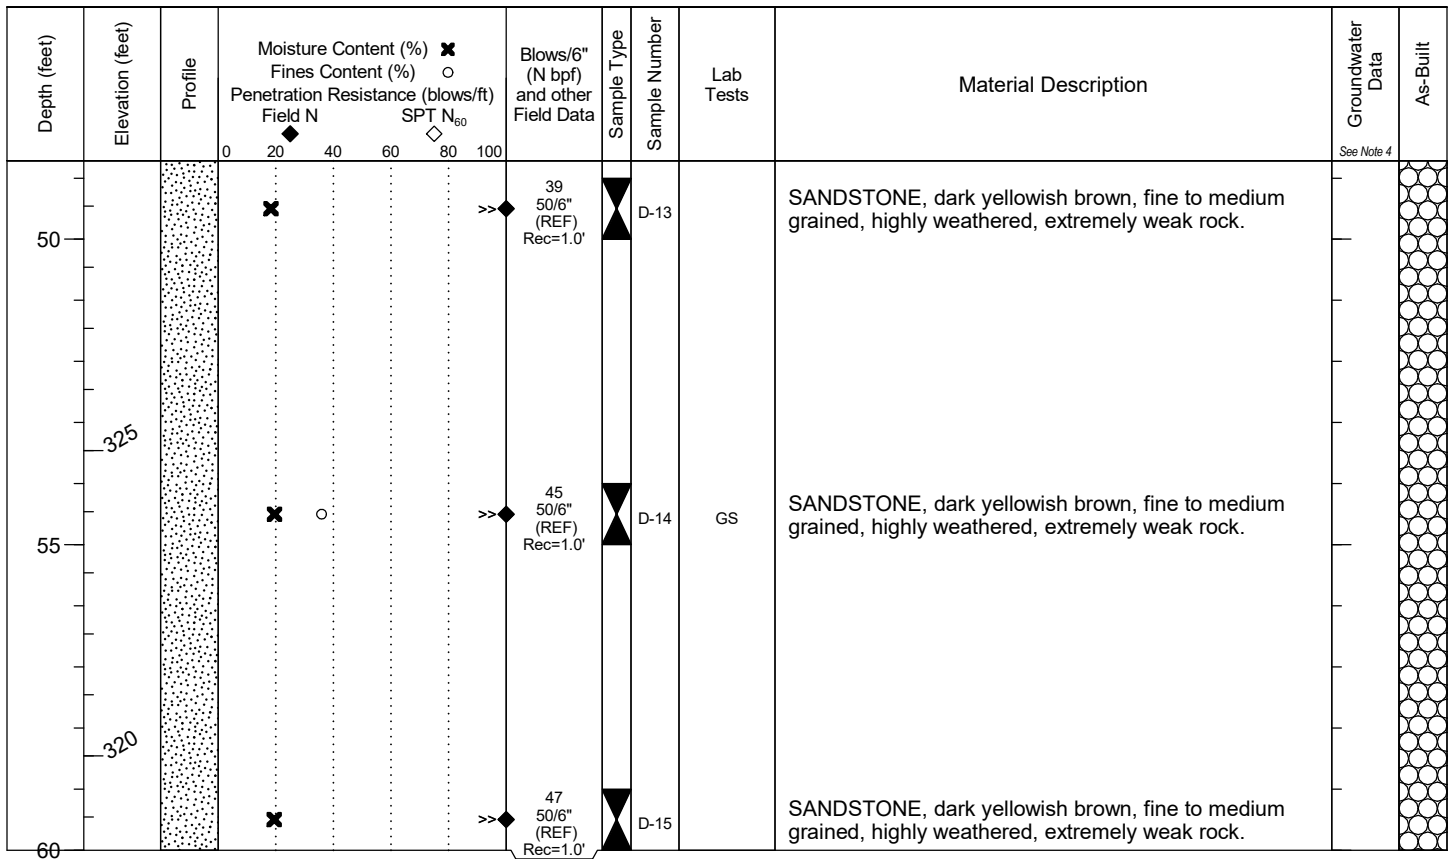 Depth (feet)
Elevation (feet)
Profile
Moisture Content (%)
Fines Content (%)
Penetration Resistance (blows/ft)
Field N
SPT N60
0 20 40 60 80 100
Blows/6"
(N bpf)
and other
Field Data
Sample Type
Sample Number
Lab
Tests
Material Description
Groundwater
Data
See Note 4
As-Built
>>
39
50/6"
(REF)
Rec=1.0'
D-13
SANDSTONE, dark yellowish brown, fine to medium
grained, highly weathered, extremely weak rock.
50
325
>>
45
50/6"
(REF)
Rec=1.0'
D-14
GS
SANDSTONE, dark yellowish brown, fine to medium
grained, highly weathered, extremely weak rock.
55
320
>>
47
50/6"
(REF)
Rec=1.0'
D-15
SANDSTONE, dark yellowish brown, fine to medium
grained, highly weathered, extremely weak rock.
60